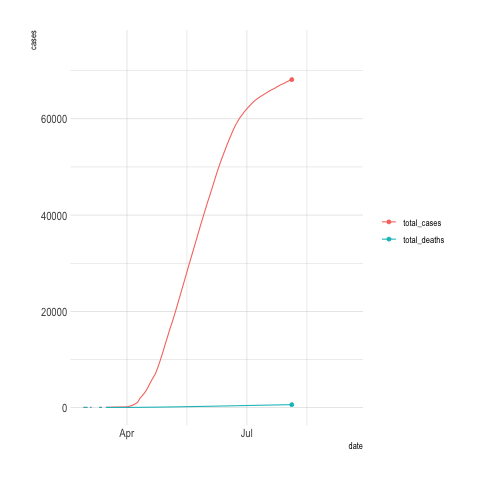 cases
60000
40000
20000
0
Apr
Jul
date
total_cases
total_deaths